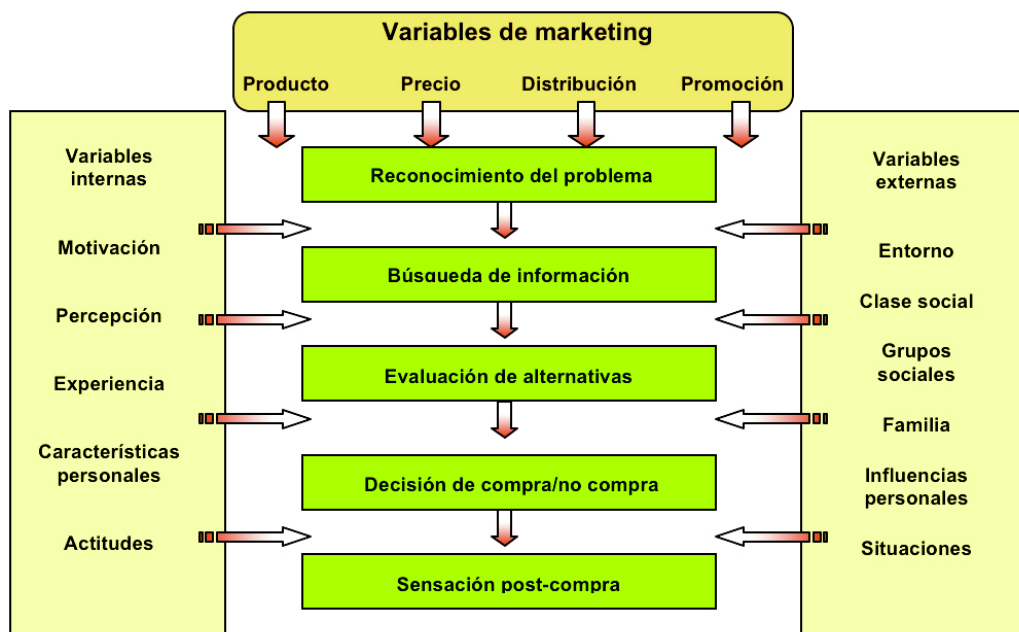 Variables de marketing
Producto Precio Distribución Promoción
Variables
internas
Motivación
Percepción
Experiencia
Características
personales
Actitudes
Reconocimiento del problema
Búsqueda de información
Evaluación de alternativas
Decisión de compra/no compra
Sensación post-compra
Variables
externas
Entorno
Clase social
Grupos
sociales
Familia
Influencias
personales
Situaciones